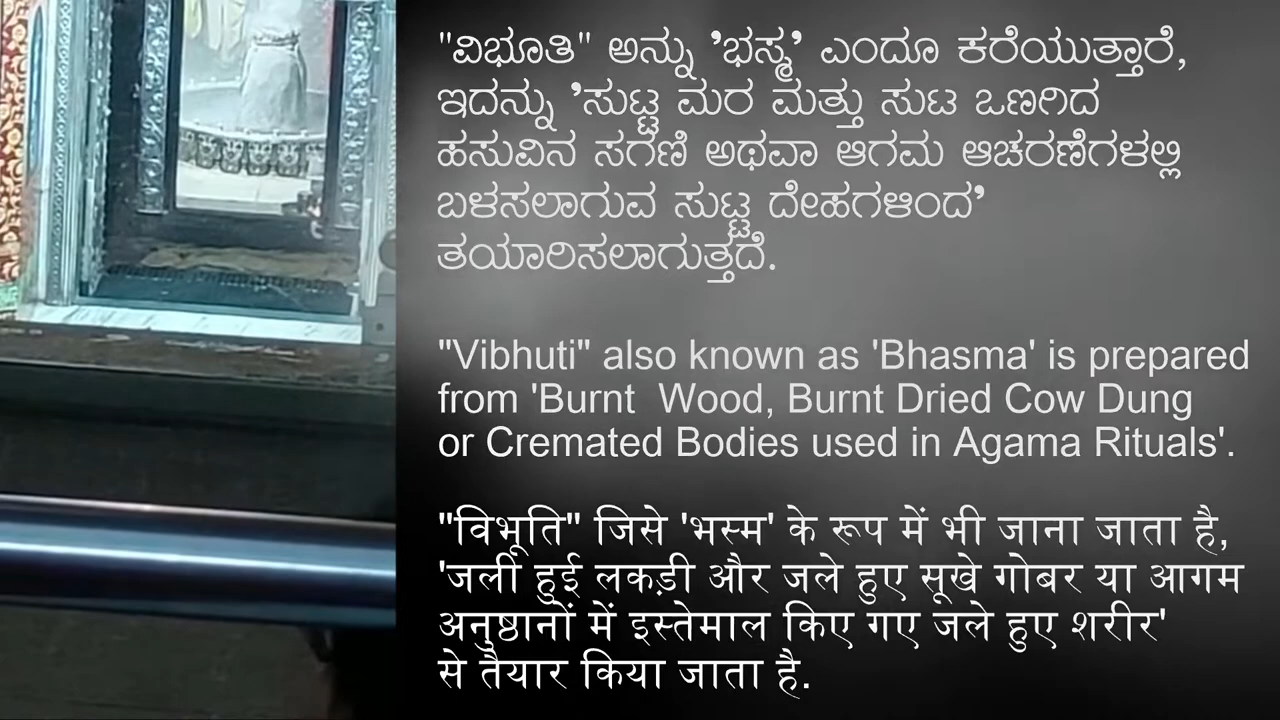 "ವಿಭೂತಿ" ಅನ್ನು 'ಭಸ್ಮ' ಎಂದೂ ಕರೆಯುತ್ತಾರೆ,
ಇದನ್ನು 'ಸುಟ್ಟ ಮರ ಮತ್ತು ಸುಟ ಒಣಗಿದ
ಹಸುವಿನ ಸಗಣಿ ಅಥವಾ ಆಗಮ ಆಚರಣೆಗಳಲ್ಲಿ
ಬಳಸಲಾಗುವ ಸುಟ್ಟ ದೇಹಗಳಿಂದ'
ತಯಾರಿಸಲಾಗುತ್ತದೆ.
"Vibhuti" also known as 'Bhasma' is prepared
from 'Burnt  Wood, Burnt Dried Cow Dung
or Cremated Bodies used in Agama Rituals'.
"विभूति" जिसे 'भस्म' के रूप में भी जाना जाता है,
'जली हुई लकड़ी और जले हुए सूखे गोबर या आगम
अनुष्ठानों में इस्तेमाल किए गए जले हुए शरीर'
से तैयार किया जाता है.